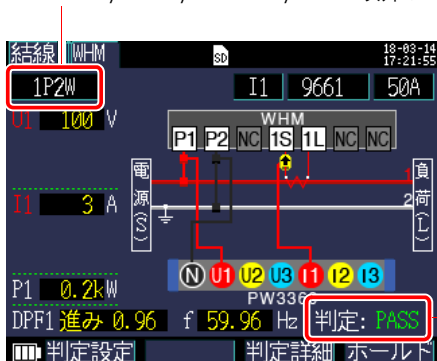 結線 WHM SD 18-03-14
17:21:55
1P2W I1 9661 50A
U1 100 V
WHM
P1 P2 NC 1S 1L NC NC
電源(S)
負荷(L)
1
2
I1 3 A
N U1 U2 U3 I1 I2 I3
PW336
P1 0.2kW
DPF1 進み 0.96 f 59.96 Hz 判定: PASS
判定設定 判定詳細 ホールド